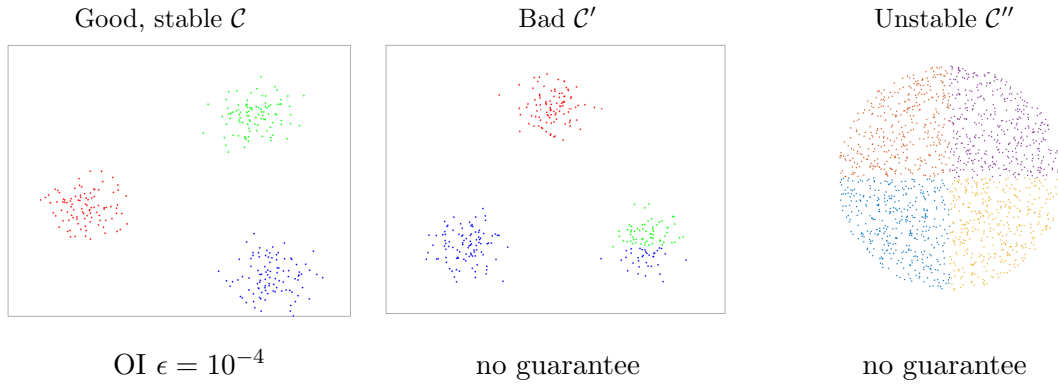 Good, stable 𝒞
Bad 𝒞′
Unstable 𝒞″
OI ϵ = 10⁻⁴
no guarantee
no guarantee